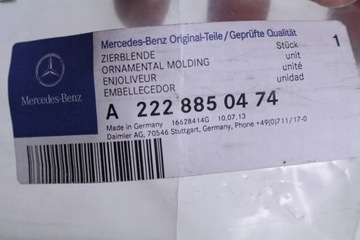 Mercedes-Benz Original-Teile/Geprüfte Qualität
ZIERBLENDE Stück 1
ORNAMENTAL MOLDING unit
ENJOLIVEUR unité
EMBELLECEDOR unidad
Mercedes-Benz
A 222 885 04 74
Made in Germany 16628414G 10.07.13
Daimler AG, 70546 Stuttgart, Germany, Phone +49(0)711/17-0